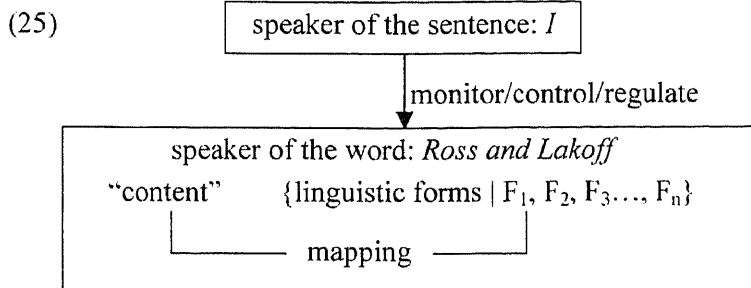 (25)
speaker of the sentence: I
monitor/control/regulate
speaker of the word: Ross and Lakoff
“content” {linguistic forms | F₁, F₂, F₃…, Fₙ}
mapping